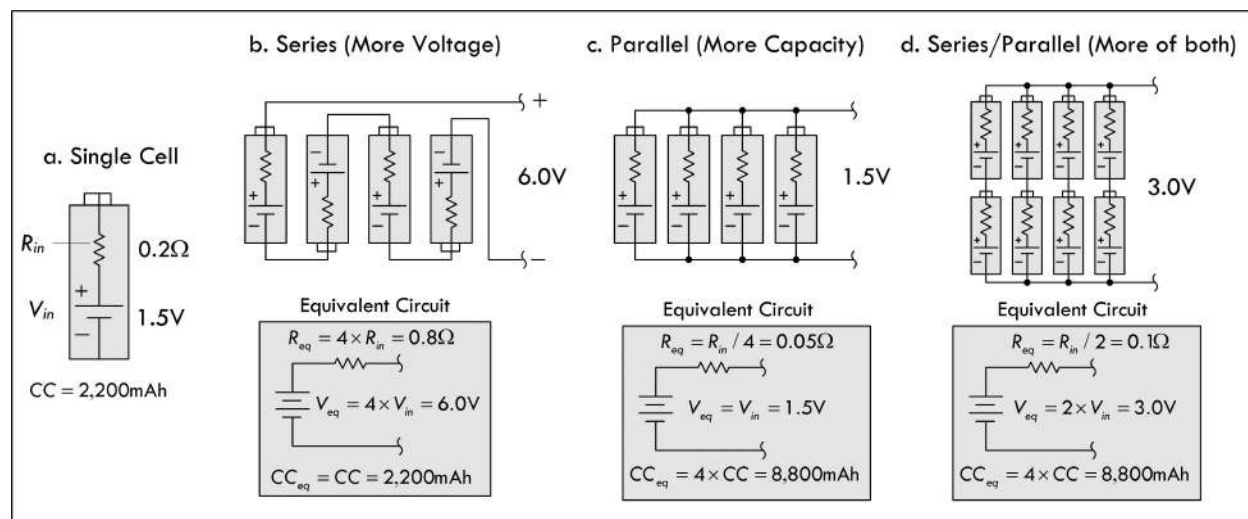 a. Single Cell
R_in
0.2Ω
+
V_in
1.5V
−
CC = 2,200mAh
b. Series (More Voltage)
+
− −
+ + + +
− −
6.0V
−
Equivalent Circuit
R_eq = 4 × R_in = 0.8Ω
V_eq = 4 × V_in = 6.0V
CC_eq = CC = 2,200mAh
c. Parallel (More Capacity)
+ + + +
− − − −
1.5V
Equivalent Circuit
R_eq = R_in / 4 = 0.05Ω
V_eq = V_in = 1.5V
CC_eq = 4 × CC = 8,800mAh
d. Series/Parallel (More of both)
+ + + +
− − − −
3.0V
+ + + +
− − − −
Equivalent Circuit
R_eq = R_in / 2 = 0.1Ω
V_eq = 2 × V_in = 3.0V
CC_eq = 4 × CC = 8,800mAh